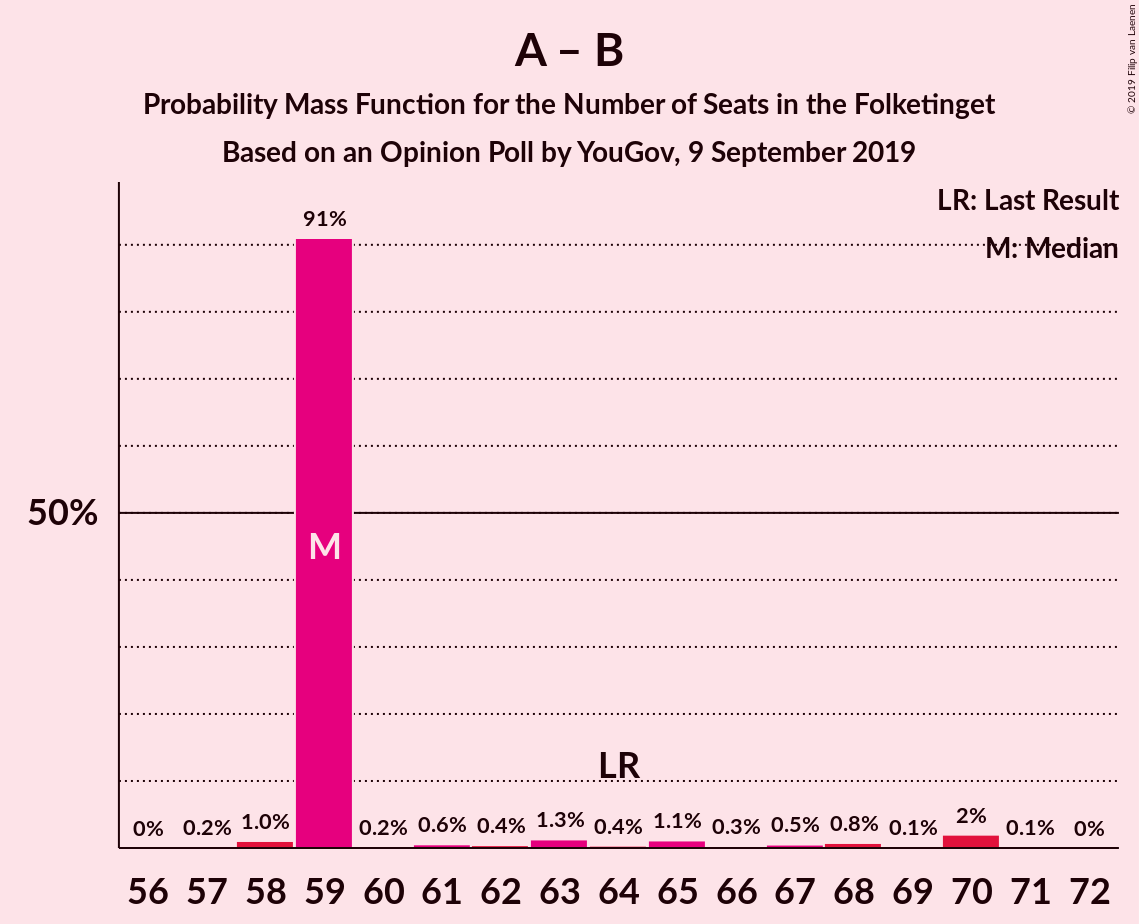 A – B
Probability Mass Function for the Number of Seats in the Folketinget
Based on an Opinion Poll by YouGov, 9 September 2019
© 2019 Filip van Laenen
LR: Last Result
M: Median
50%
0% 0.2% 1.0% 91% 0.2% 0.6% 0.4% 1.3% 0.4% 1.1% 0.3% 0.5% 0.8% 0.1% 2% 0.1% 0%
M
LR
56 57 58 59 60 61 62 63 64 65 66 67 68 69 70 71 72